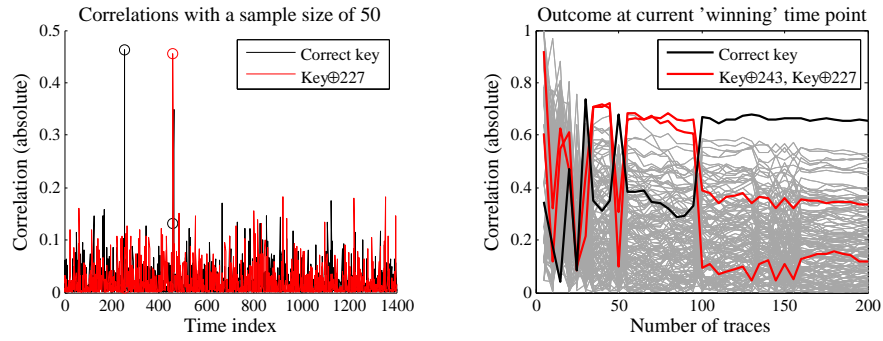 Correlations with a sample size of 50
Correlation (absolute)
0.5
0.4
0.3
0.2
0.1
0
0 200 400 600 800 1000 1200 1400
Time index
Correct key
Key⊕227
Outcome at current 'winning' time point
Correlation (absolute)
1
0.8
0.6
0.4
0.2
0
0 50 100 150 200
Number of traces
Correct key
Key⊕243, Key⊕227